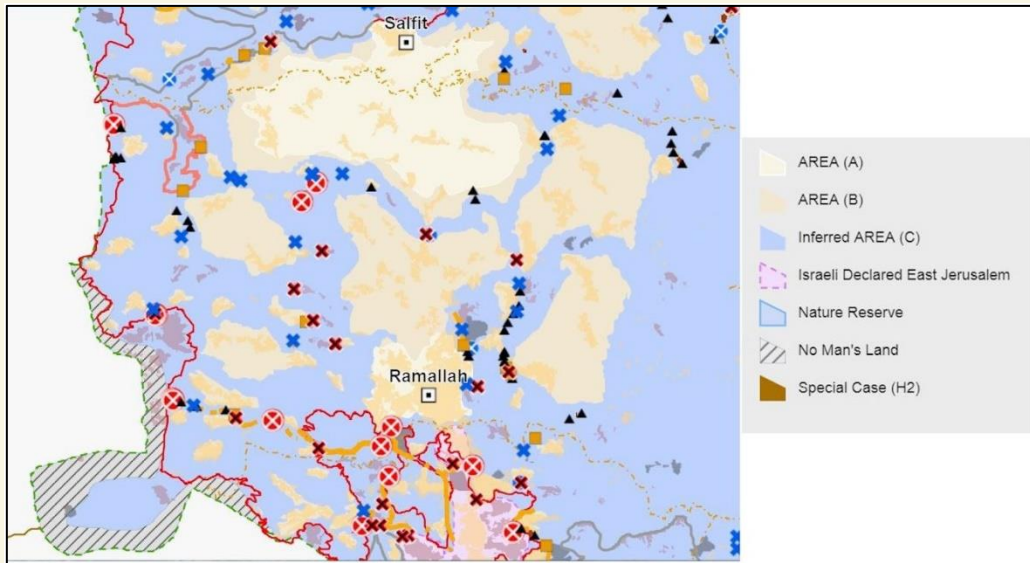 Salfit
Ramallah
AREA (A)
AREA (B)
Inferred AREA (C)
Israeli Declared East Jerusalem
Nature Reserve
No Man's Land
Special Case (H2)